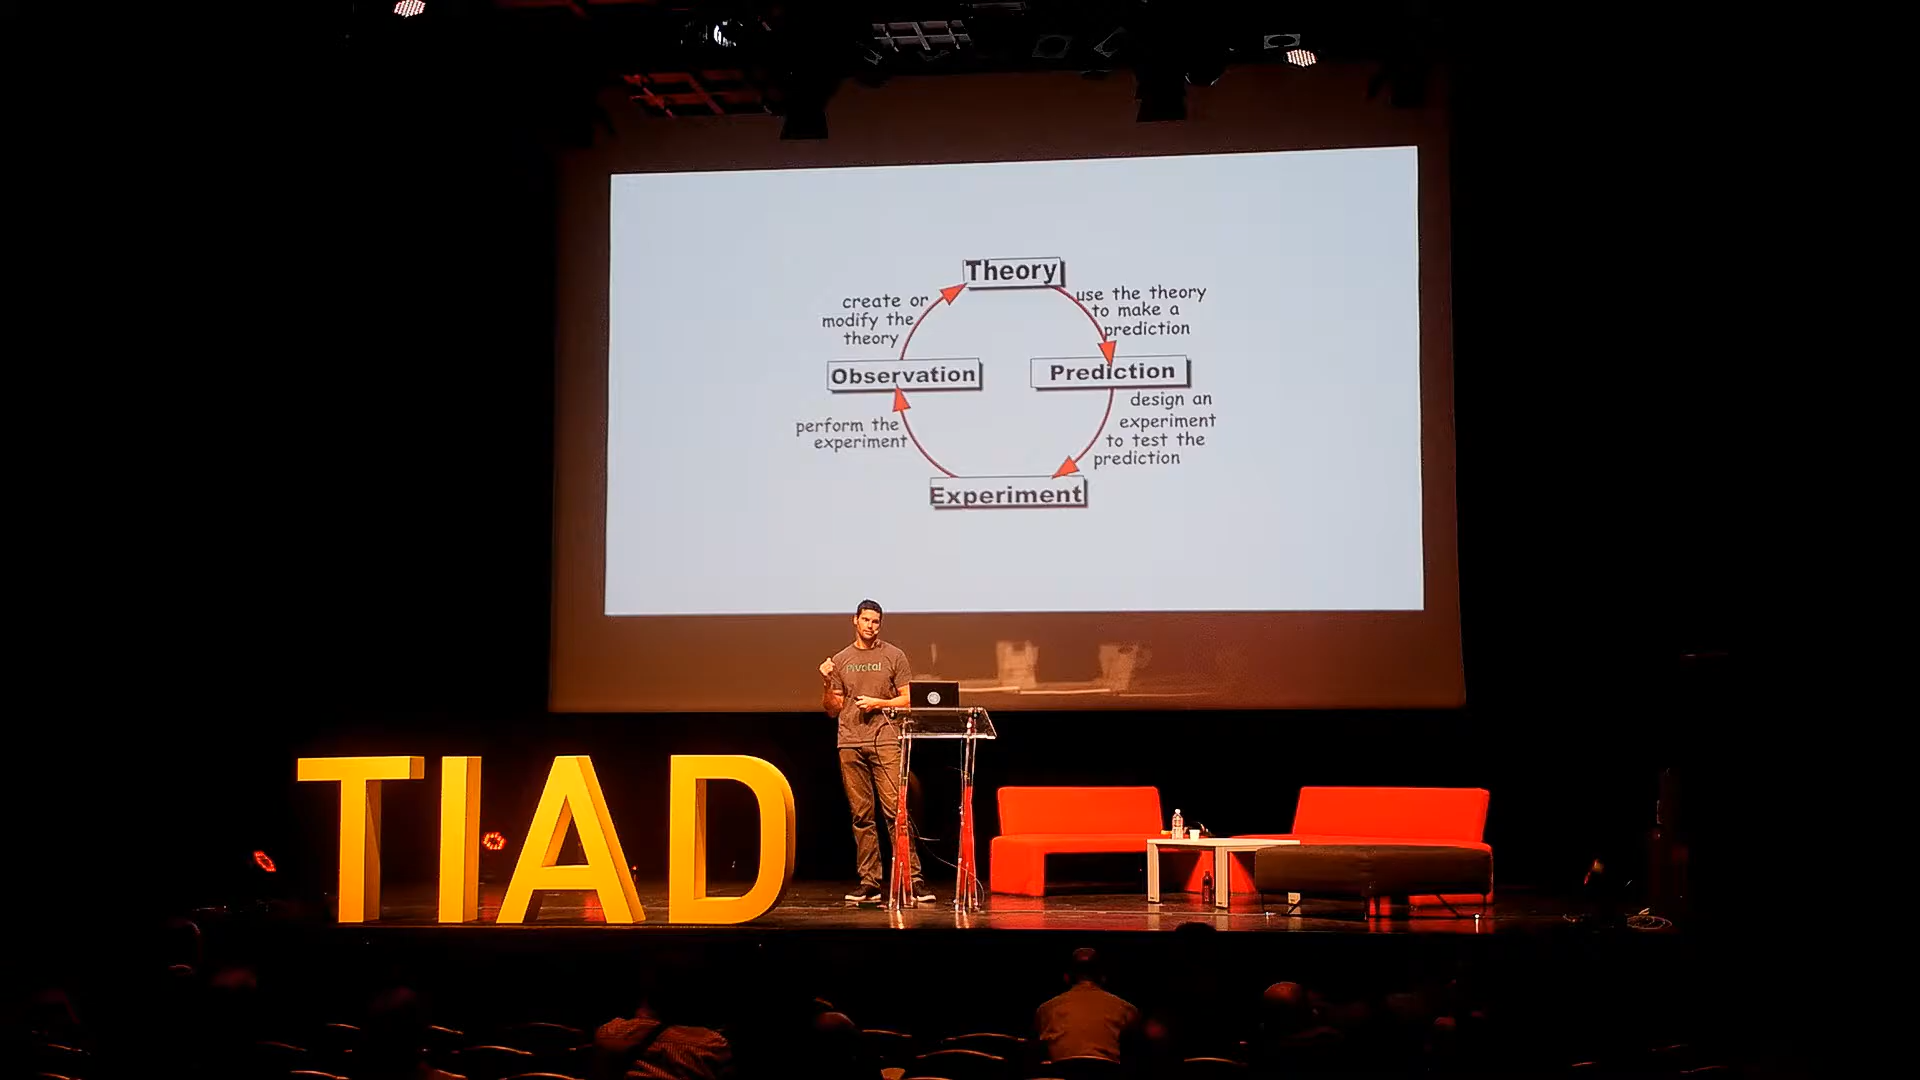 Theory
create or
modify the
theory
use the theory
to make a
prediction
Observation
Prediction
perform the
experiment
design an
experiment
to test the
prediction
Experiment
Pivotal
TIAD